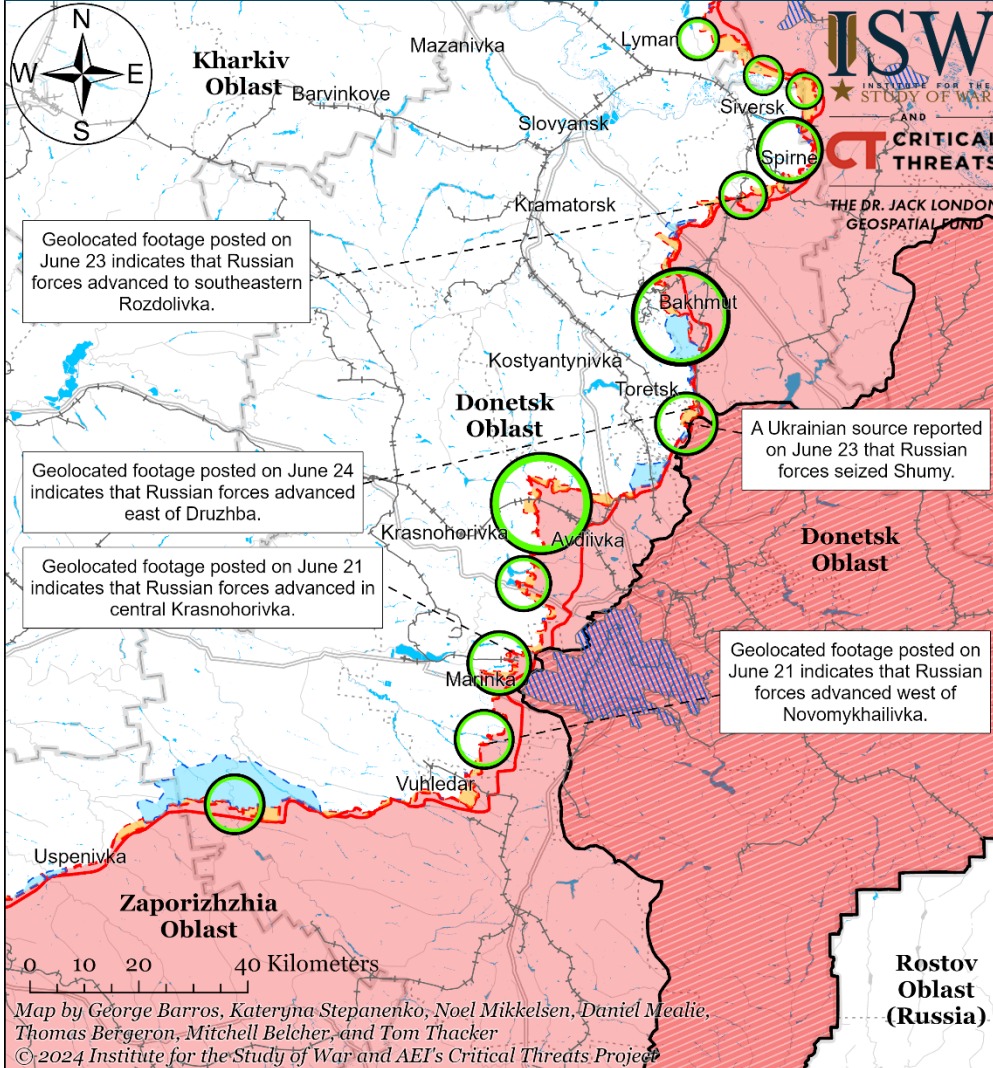 N
W
E
S
Kharkiv
Oblast
Mazanivka
Barvinkove
Lyman
Siversk
Slovyansk
Spirne
Kramatorsk
ISW
INSTITUTE FOR THE
STUDY OF WAR
AND
CT CRITICAL
THREATS
THE DR. JACK LONDON
GEOSPATIAL FUND
Geolocated footage posted on
June 23 indicates that Russian
forces advanced to southeastern
Rozdolivka.
Bakhmut
Kostyantynivka
Toretsk
Donetsk
Oblast
A Ukrainian source reported
on June 23 that Russian
forces seized Shumy.
Geolocated footage posted on June 24
indicates that Russian forces advanced
east of Druzhba.
Krasnohorivka
Avdiivka
Donetsk
Oblast
Geolocated footage posted on June 21
indicates that Russian forces advanced in
central Krasnohorivka.
Marinka
Geolocated footage posted on
June 21 indicates that Russian
forces advanced west of
Novomykhailivka.
Vuhledar
Uspenivka
Zaporizhzhia
Oblast
0 10 20 40 Kilometers
Rostov
Oblast
(Russia)
Map by George Barros, Kateryna Stepanenko, Noel Mikkelsen, Daniel Mealie,
Thomas Bergeron, Mitchell Belcher, and Tom Thacker
© 2024 Institute for the Study of War and AEI's Critical Threats Project